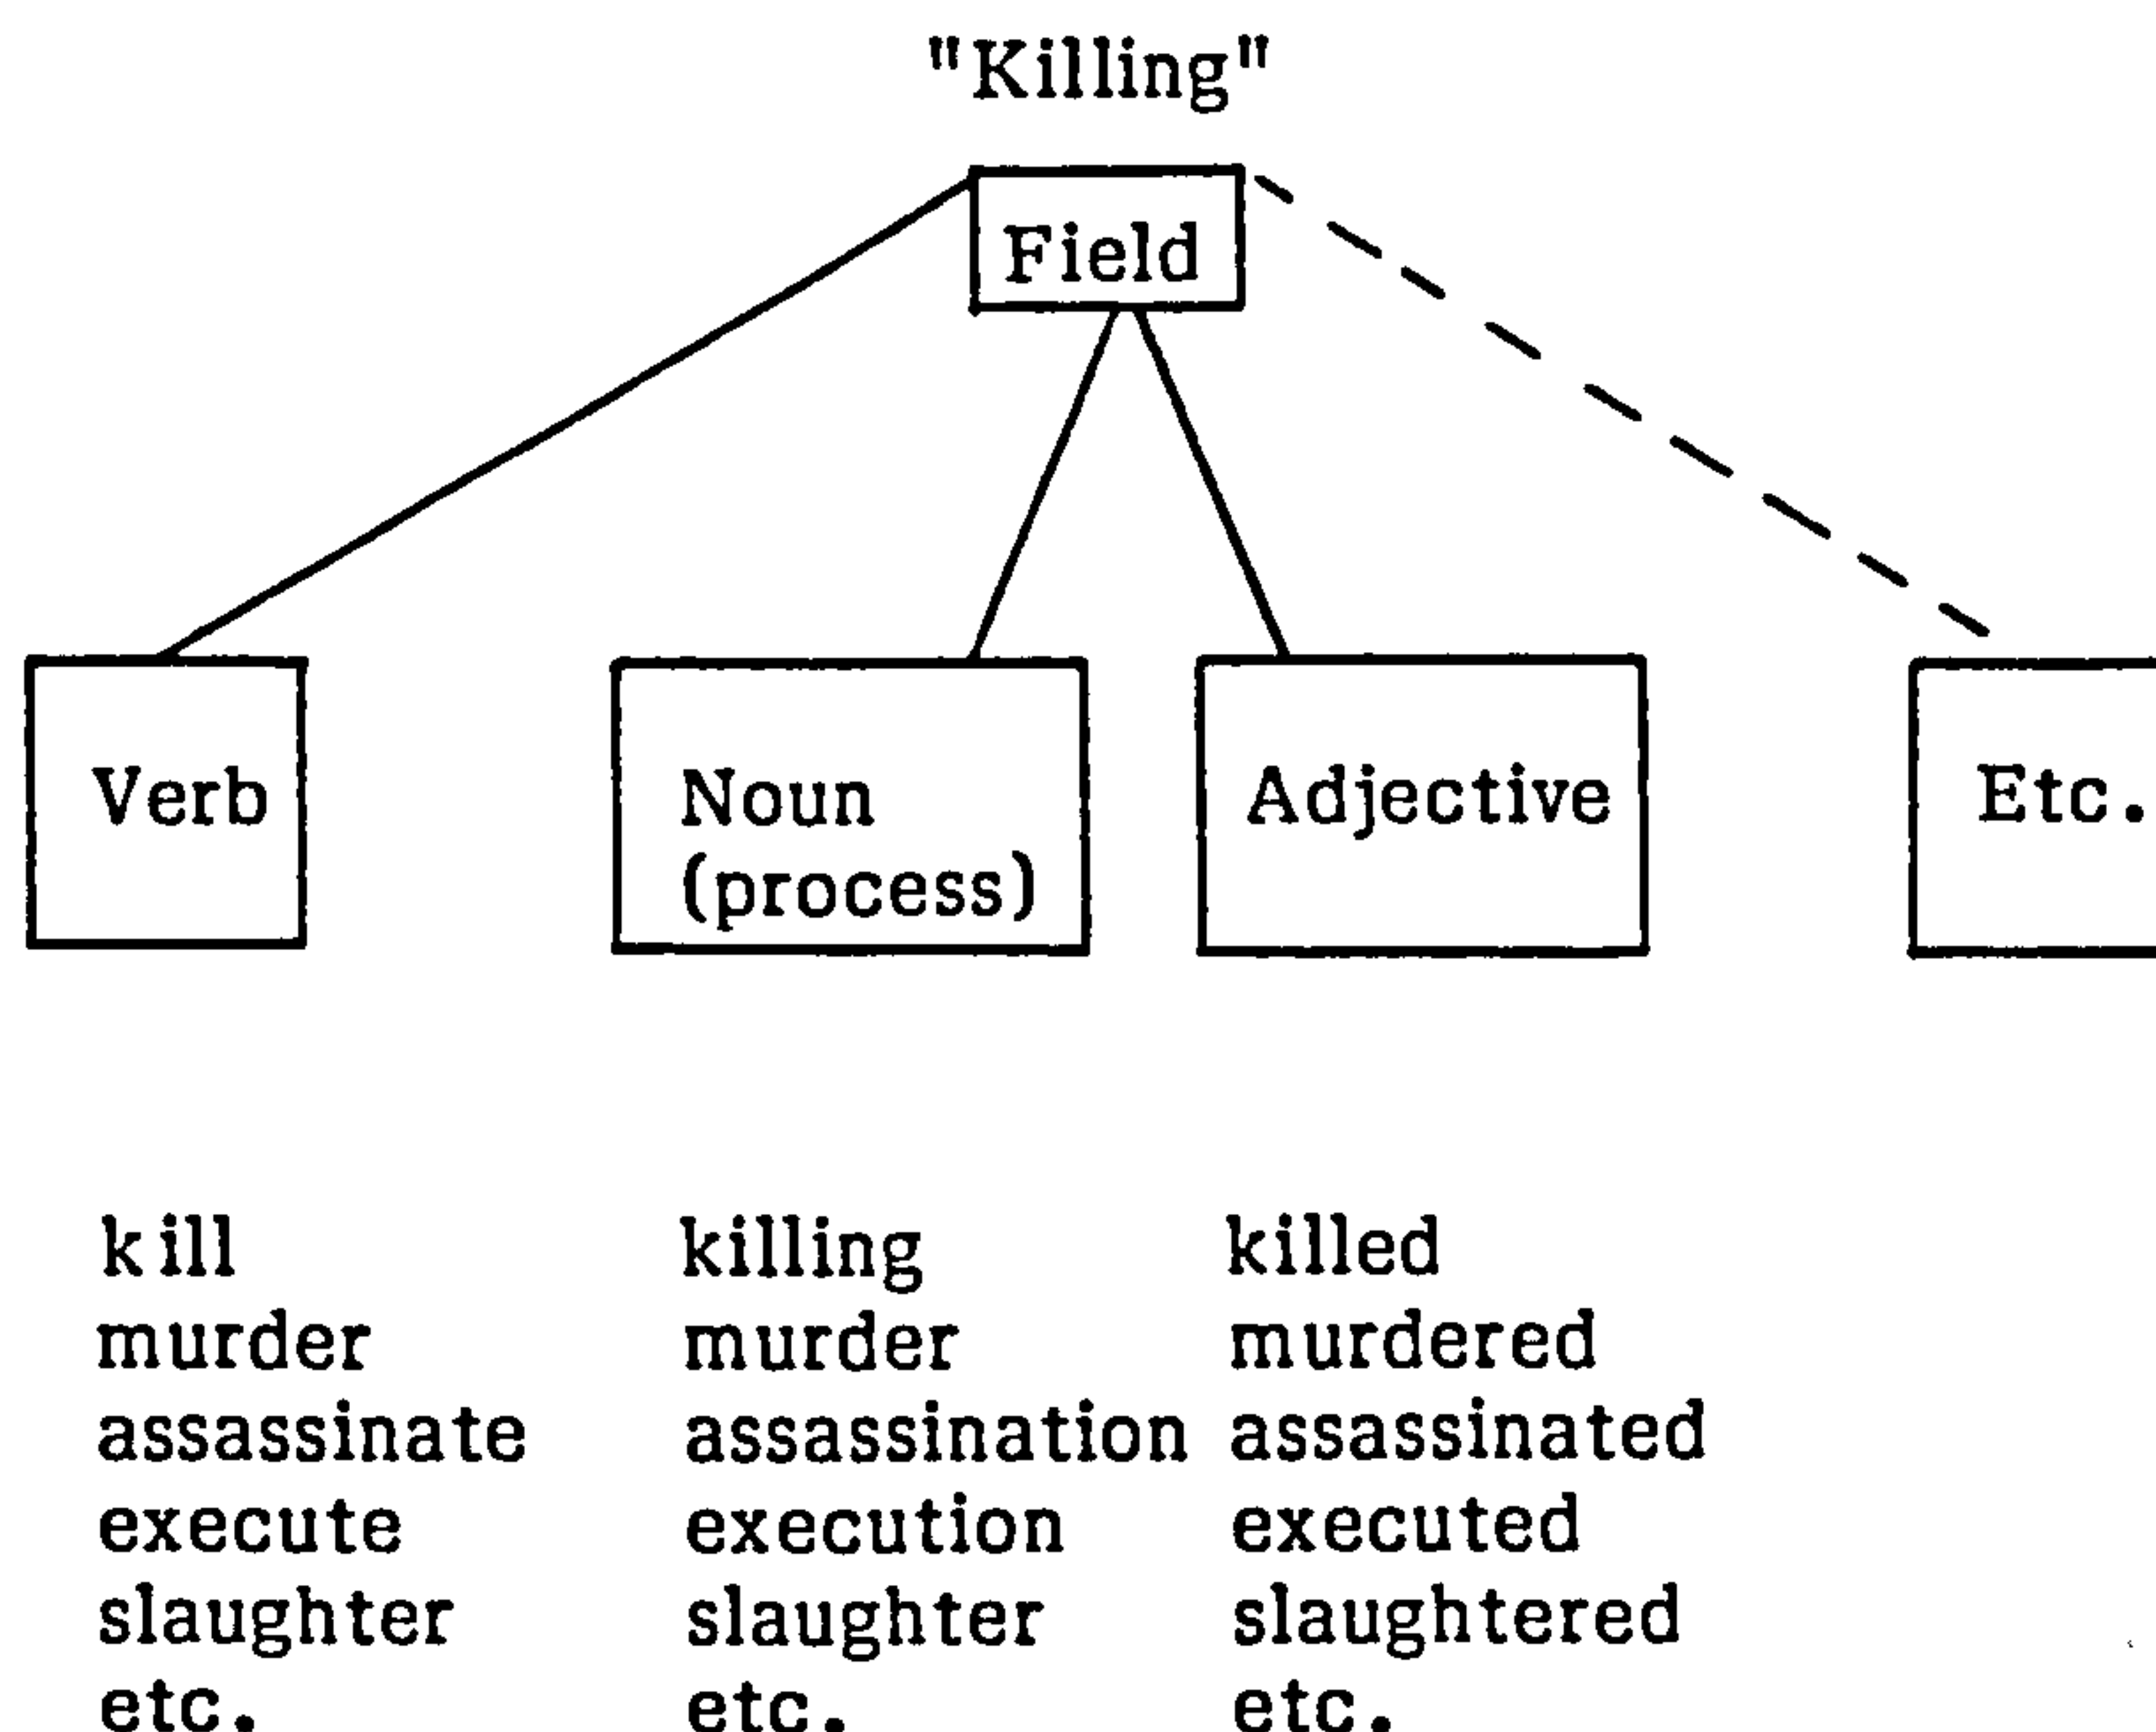 "Killing"
Field
Verb
Noun
(process)
Adjective
Etc.
kill killing killed
murder murder murdered
assassinate assassination assassinated
execute execution executed
slaughter slaughter slaughtered
etc. etc. etc.